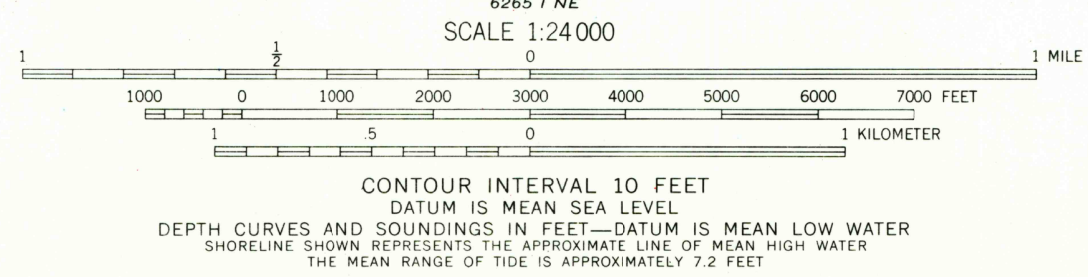 6265 I NE
SCALE 1:24 000
1 1/2 0 1 MILE
1000 0 1000 2000 3000 4000 5000 6000 7000 FEET
1 .5 0 1 KILOMETER
CONTOUR INTERVAL 10 FEET
DATUM IS MEAN SEA LEVEL
DEPTH CURVES AND SOUNDINGS IN FEET—DATUM IS MEAN LOW WATER
SHORELINE SHOWN REPRESENTS THE APPROXIMATE LINE OF MEAN HIGH WATER
THE MEAN RANGE OF TIDE IS APPROXIMATELY 7.2 FEET